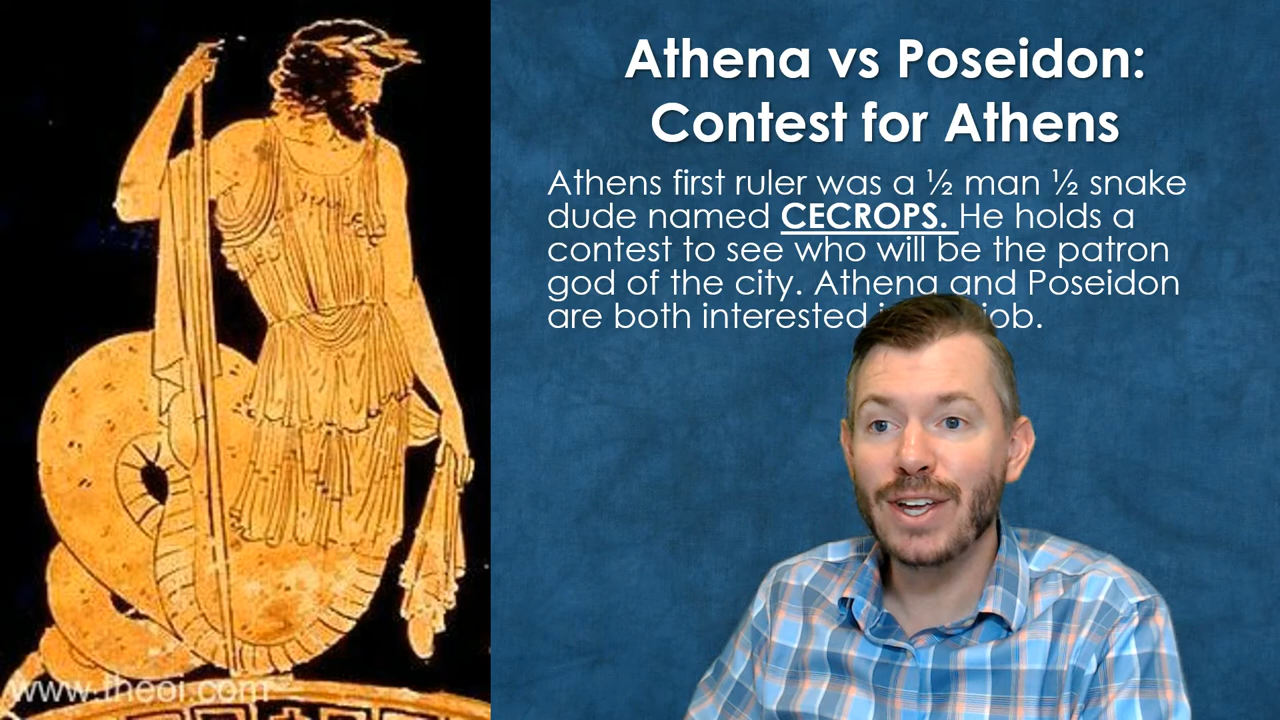 Athena vs Poseidon:
Contest for Athens
Athens first ruler was a ½ man ½ snake
dude named CECROPS. He holds a
contest to see who will be the patron
god of the city. Athena and Poseidon
are both interested job.
www.theoi.com